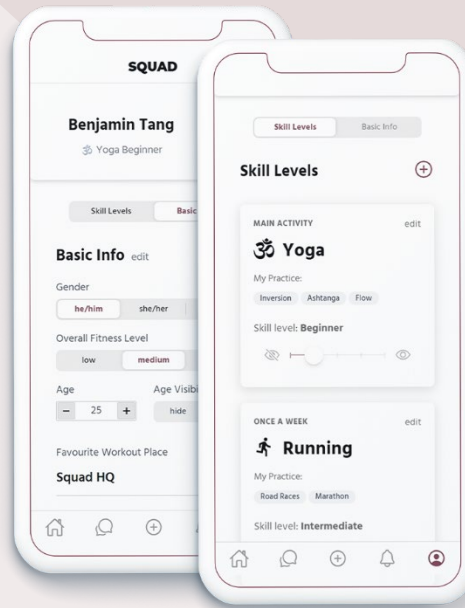 SQUAD
Benjamin Tang
ॐ Yoga Beginner
Skill Levels
Basic
Basic Info edit
Gender
he/him she/her
Overall Fitness Level
low medium
Age
Age Visibi
- 25 +
hide
Favourite Workout Place
Squad HQ
Skill Levels Basic Info
Skill Levels
MAIN ACTIVITY edit
ॐ Yoga
My Practice:
Inversion Ashtanga Flow
Skill level: Beginner
ONCE A WEEK edit
Running
My Practice:
Road Races Marathon
Skill level: Intermediate